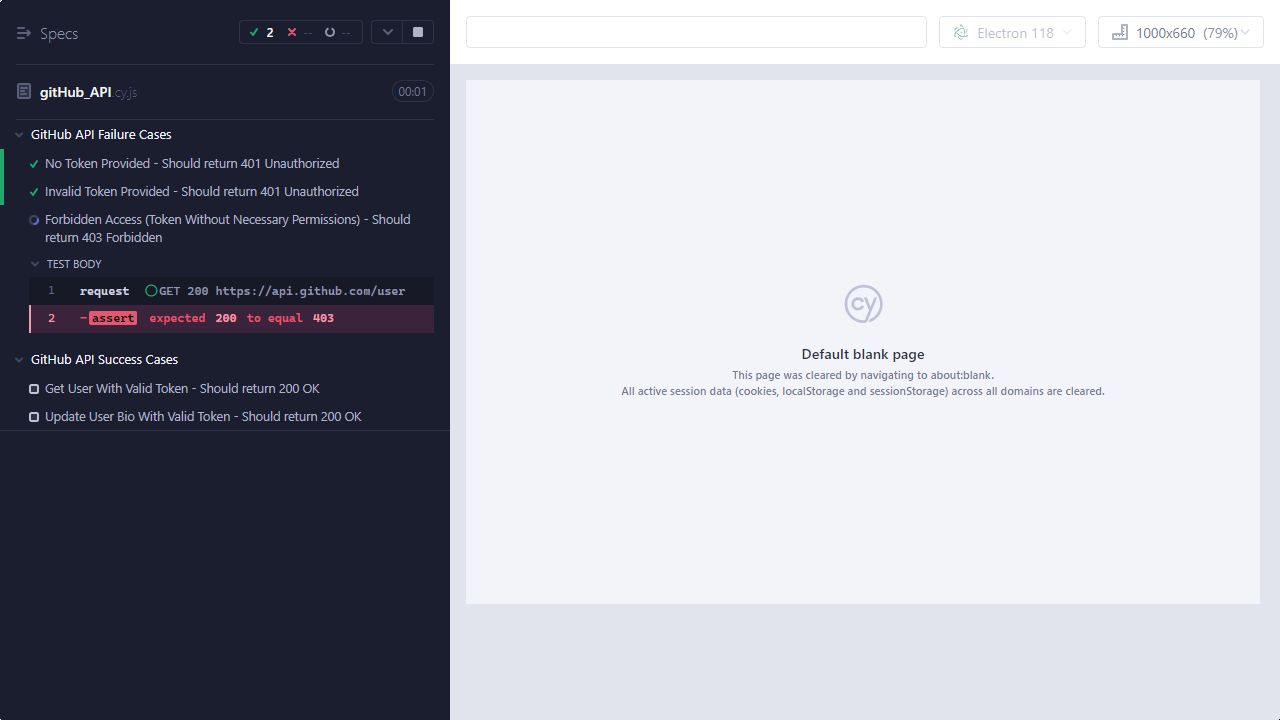 Specs
2 -- --
gitHub_API.cy.js
00:01
GitHub API Failure Cases
No Token Provided - Should return 401 Unauthorized
Invalid Token Provided - Should return 401 Unauthorized
Forbidden Access (Token Without Necessary Permissions) - Should
return 403 Forbidden
TEST BODY
1 request GET 200 https://api.github.com/user
2 -assert expected 200 to equal 403
GitHub API Success Cases
Get User With Valid Token - Should return 200 OK
Update User Bio With Valid Token - Should return 200 OK
Electron 118
1000x660 (79%)
cy
Default blank page
This page was cleared by navigating to about:blank.
All active session data (cookies, localStorage and sessionStorage) across all domains are cleared.